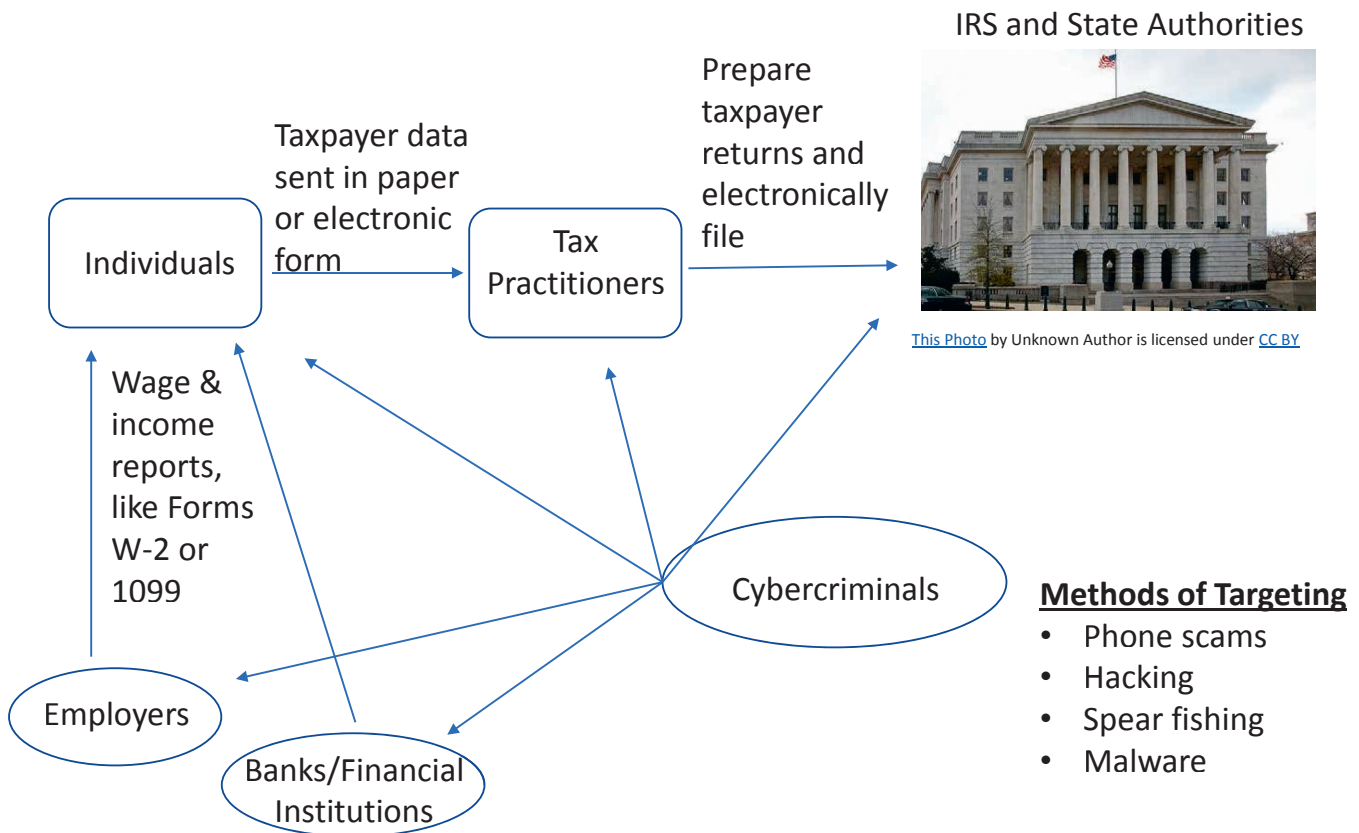 IRS and State Authorities
Prepare
taxpayer
returns and
electronically
file
Taxpayer data
sent in paper
or electronic
form
Individuals
Tax
Practitioners
This Photo by Unknown Author is licensed under CC BY
Wage &
income
reports,
like Forms
W-2 or
1099
Cybercriminals
Methods of Targeting
• Phone scams
• Hacking
• Spear fishing
• Malware
Employers
Banks/Financial
Institutions